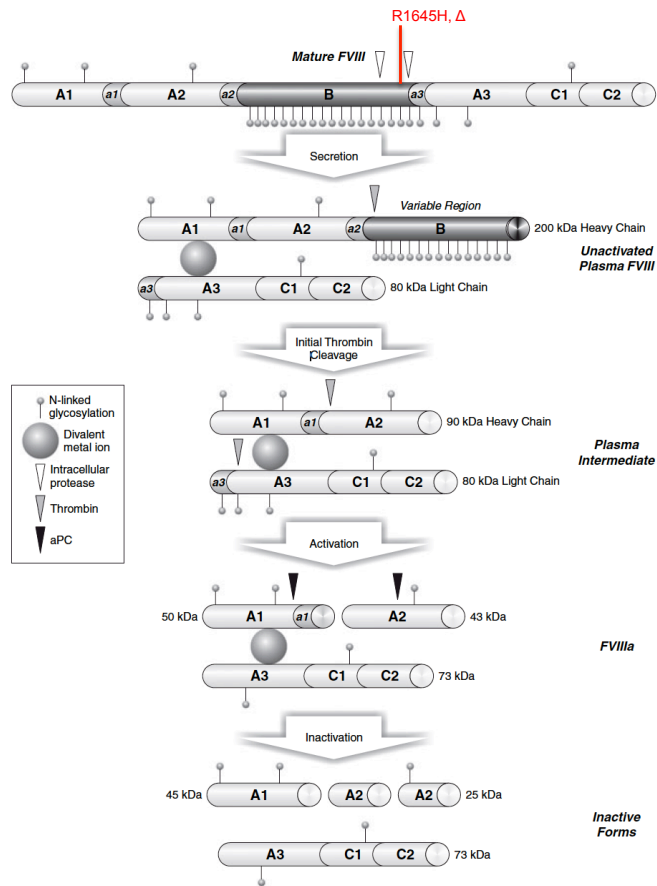 R1645H, Δ
Mature FVIII
A1 a1 A2 a2 B a3 A3 C1 C2
Secretion
Variable Region
A1 a1 A2 a2 B 200 kDa Heavy Chain
Unactivated
Plasma FVIII
a3 A3 C1 C2 80 kDa Light Chain
Initial Thrombin
Cleavage
N-linked
glycosylation
Divalent
metal ion
Intracellular
protease
Thrombin
aPC
A1 a1 A2 90 kDa Heavy Chain
Plasma
Intermediate
a3 A3 C1 C2 80 kDa Light Chain
Activation
50 kDa A1 a1 A2 43 kDa
FVIIIa
A3 C1 C2 73 kDa
Inactivation
45 kDa A1 A2 A2 25 kDa
Inactive
Forms
A3 C1 C2 73 kDa